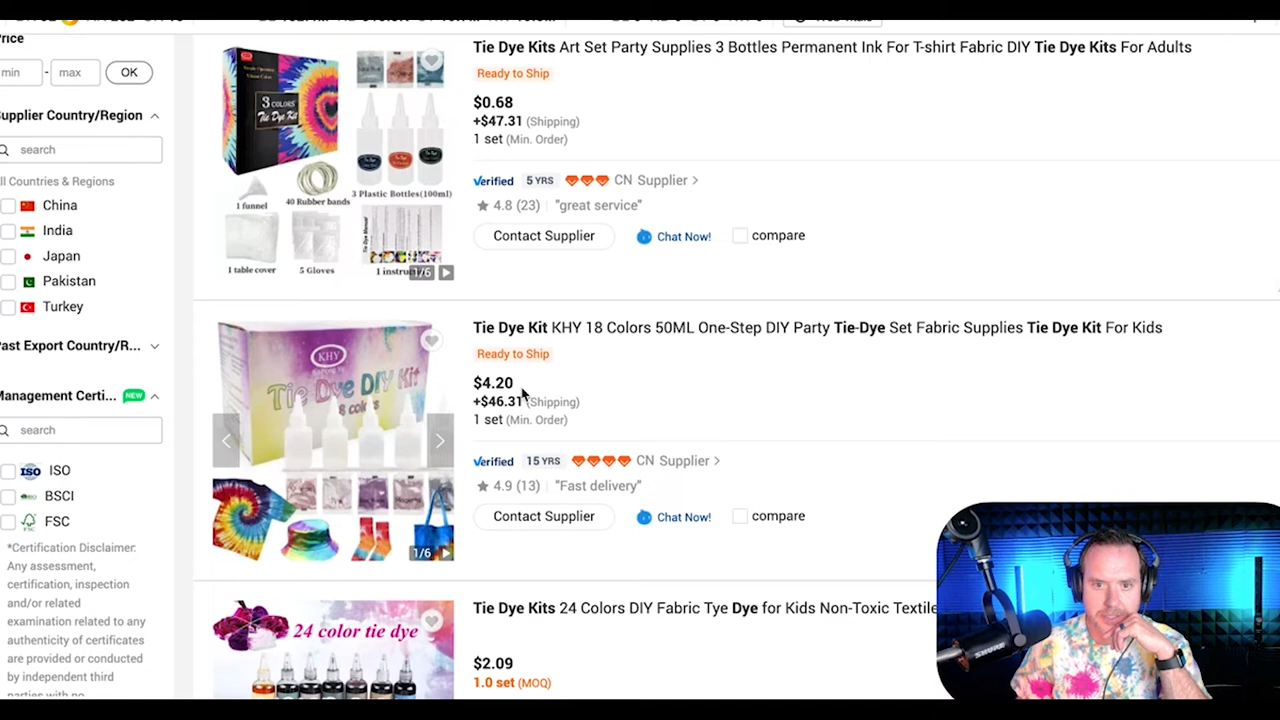 Price
min - max OK
Supplier Country/Region
search
All Countries & Regions
China
India
Japan
Pakistan
Turkey
Past Export Country/R...
Management Certi... NEW
search
ISO ISO
BSCI
FSC
*Certification Disclaimer:
Any assessment,
certification, inspection
and/or related
examination related to any
authenticity of certificates
are provided or conducted
by independent third
parties with no
3 COLORS
Tie Dye Kit
1 funnel
40 Rubber bands
3 Plastic Bottles(100ml)
1 table cover
5 Gloves
1 instruc
1/6
Tie Dye Kits Art Set Party Supplies 3 Bottles Permanent Ink For T-shirt Fabric DIY Tie Dye Kits For Adults
Ready to Ship
$0.68
+$47.31 (Shipping)
1 set (Min. Order)
Verified 5 YRS CN Supplier >
4.8 (23) "great service"
Contact Supplier Chat Now! compare
KHY
Tie Dye DIY Kit
8 colors
1/6
Tie Dye Kit KHY 18 Colors 50ML One-Step DIY Party Tie-Dye Set Fabric Supplies Tie Dye Kit For Kids
Ready to Ship
$4.20
+$46.31 (Shipping)
1 set (Min. Order)
Verified 15 YRS CN Supplier >
4.9 (13) "Fast delivery"
Contact Supplier Chat Now! compare
24 color tie dye
Tie Dye Kits 24 Colors DIY Fabric Tye Dye for Kids Non-Toxic Textile
$2.09
1.0 set (MOQ)
SHURE